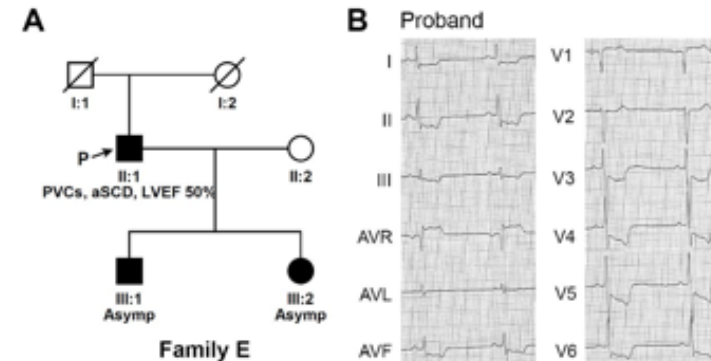 A
I:1
I:2
P
II:1
II:2
PVCs, aSCD, LVEF 50%
III:1
Asymp
III:2
Asymp
Family E
B
Proband
I
II
III
AVR
AVL
AVF
V1
V2
V3
V4
V5
V6